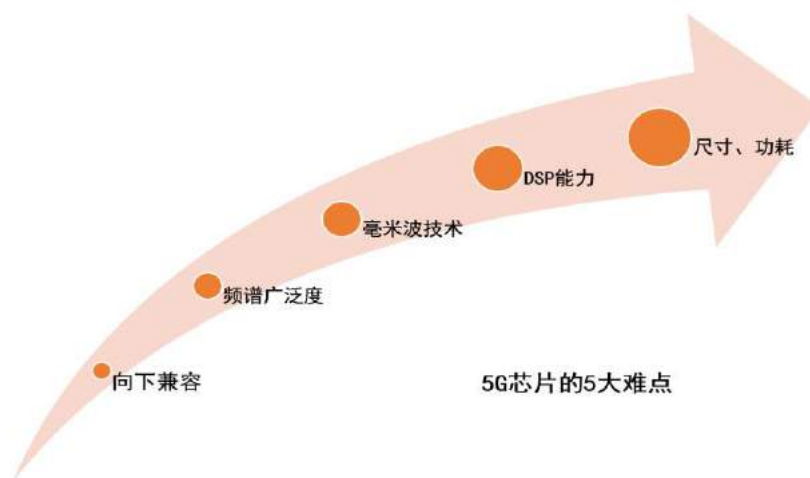 尺寸、功耗
DSP能力
毫米波技术
频谱广泛度
向下兼容
5G芯片的5大难点